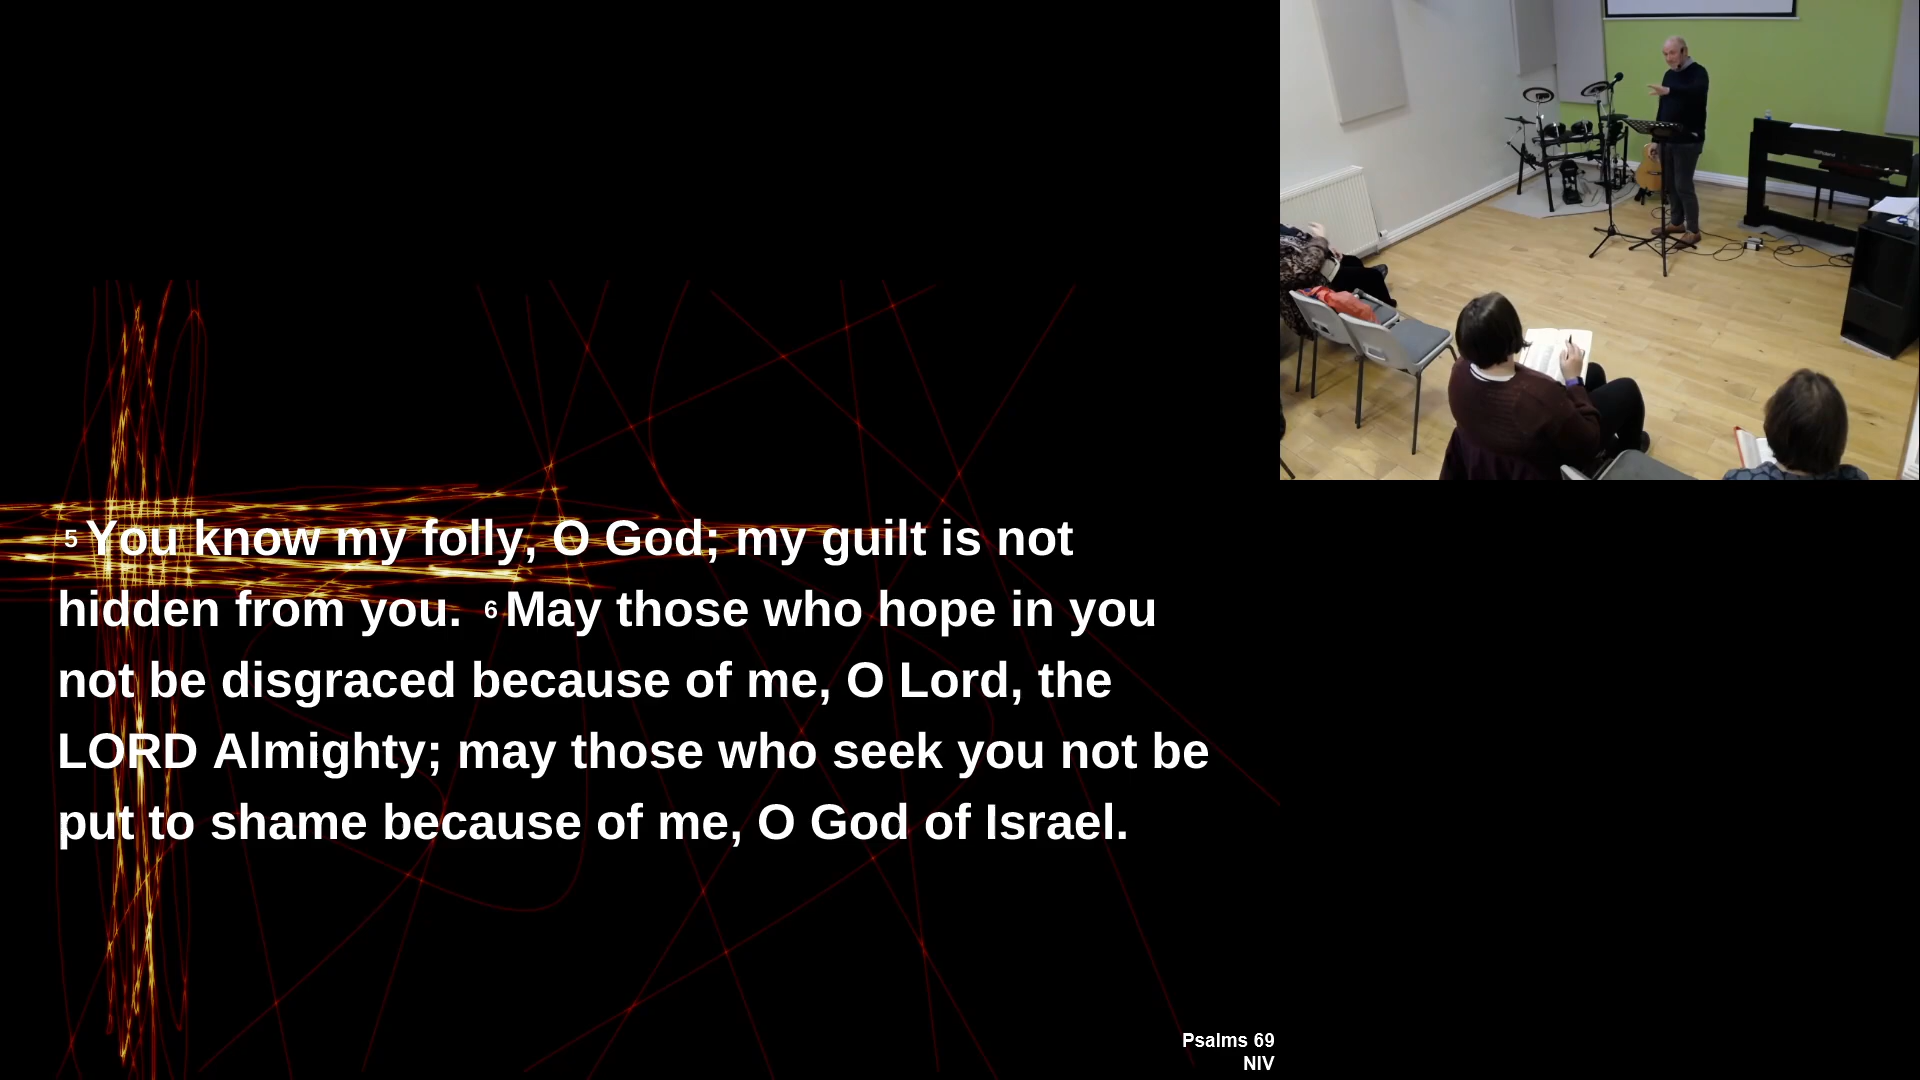 5 You know my folly, O God; my guilt is not
hidden from you. 6 May those who hope in you
not be disgraced because of me, O Lord, the
LORD Almighty; may those who seek you not be
put to shame because of me, O God of Israel.
Psalms 69
NIV